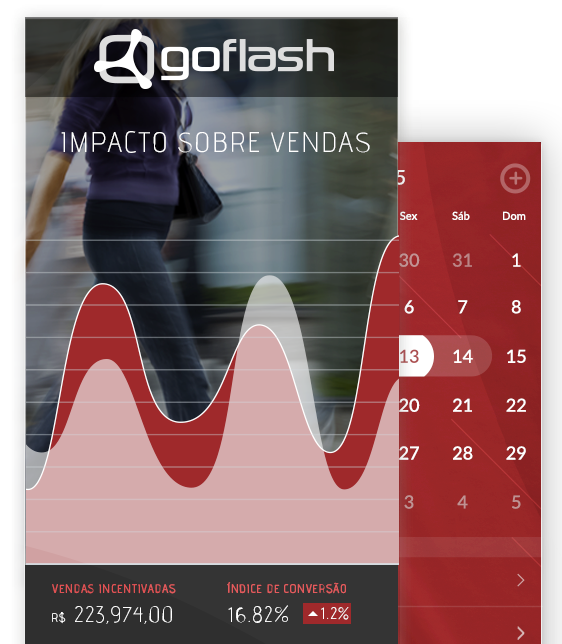 goflash
IMPACTO SOBRE VENDAS
5
Sex Sáb Dom
30 31 1
6 7 8
13 14 15
20 21 22
27 28 29
3 4 5
VENDAS INCENTIVADAS
R$ 223,974,00
ÍNDICE DE CONVERSÃO
16.82% 1.2%